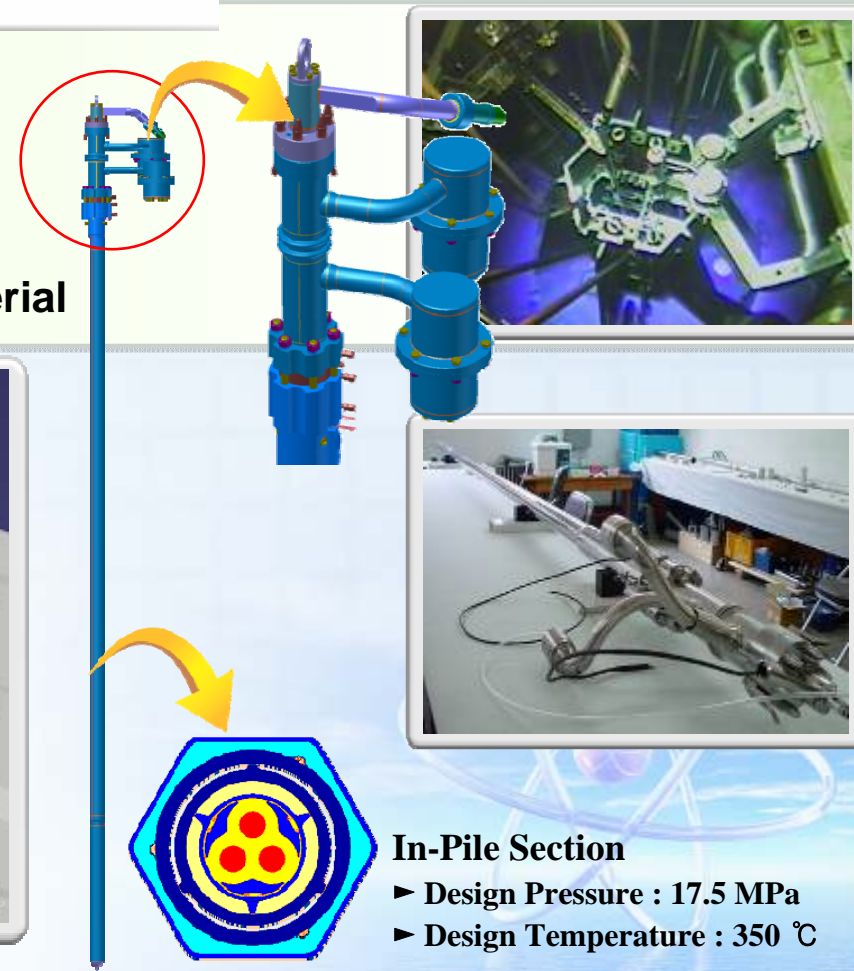 erial
In-Pile Section
► Design Pressure : 17.5 MPa
► Design Temperature : 350 ℃